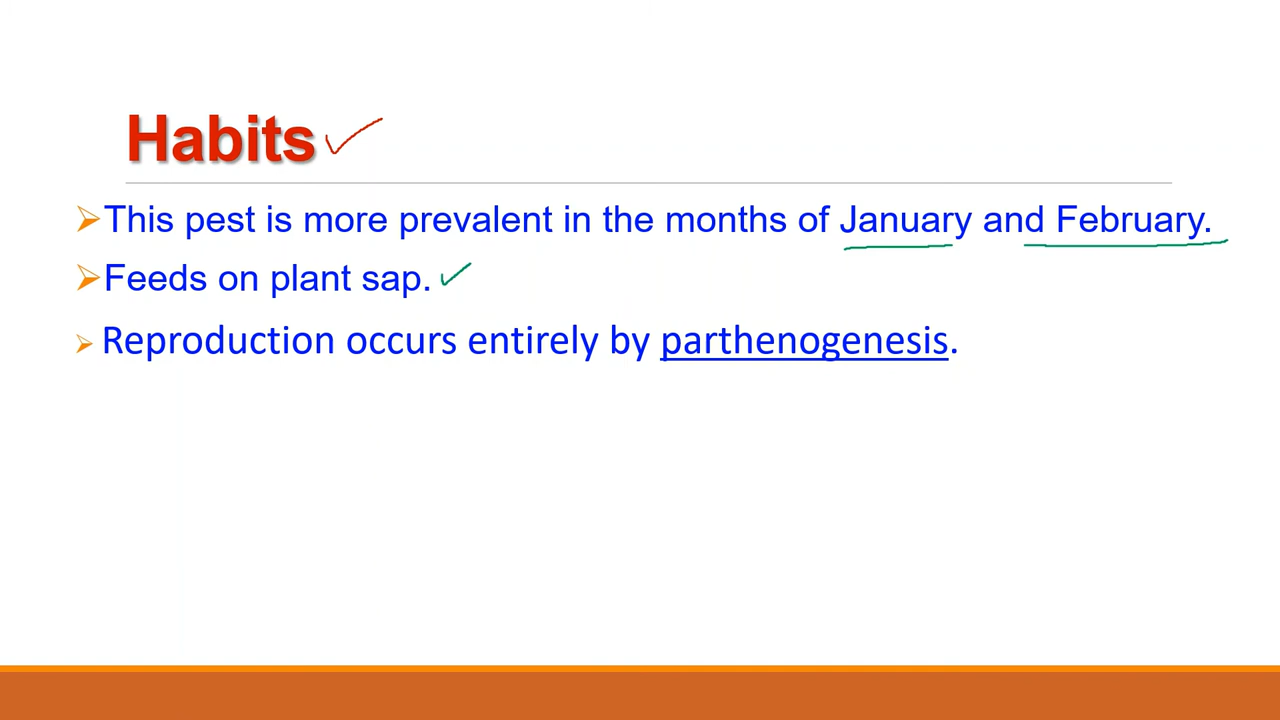 Habits
This pest is more prevalent in the months of January and February.
Feeds on plant sap.
Reproduction occurs entirely by parthenogenesis.